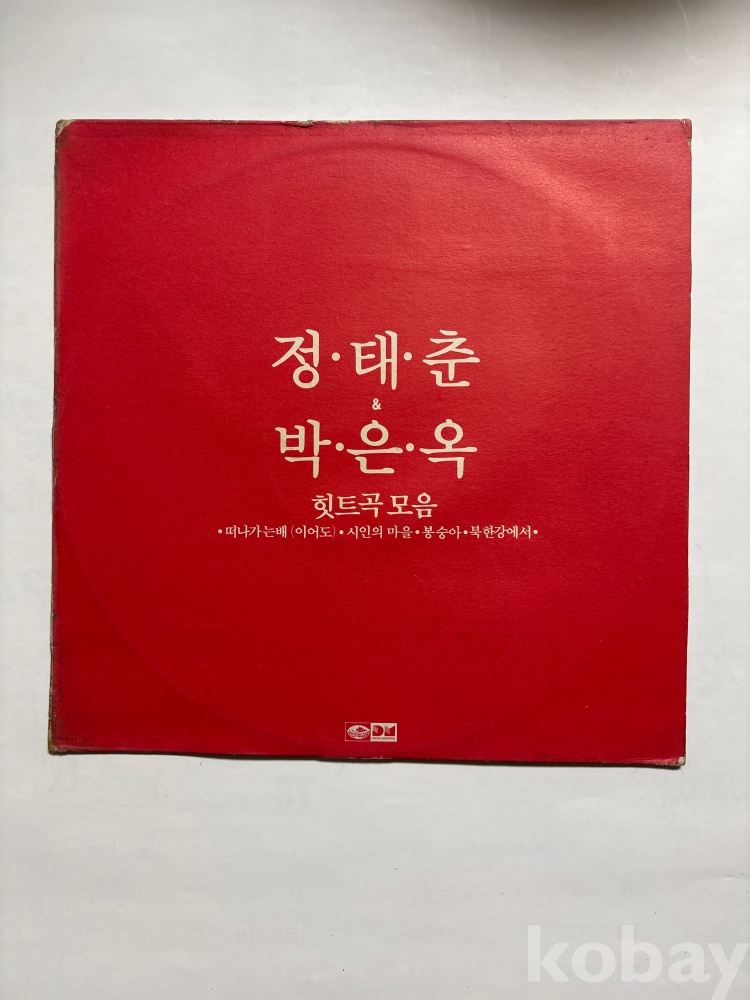 정·태·춘
&
박·은·옥
힛트곡 모음
•떠나가는배 (이어도)•시인의 마을•봉숭아•북한강에서•
kobay